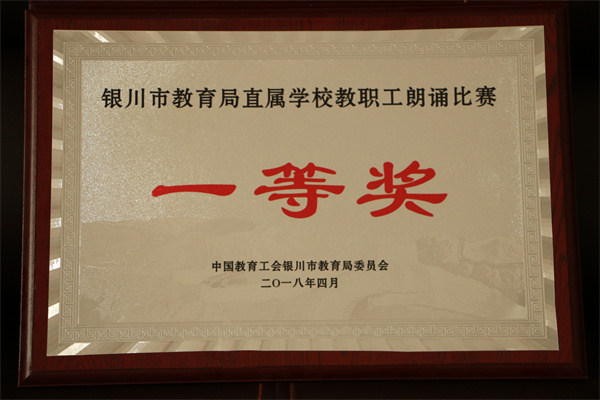 银川市教育局直属学校教职工朗诵比赛
一等奖
中国教育工会银川市教育局委员会
二〇一八年四月